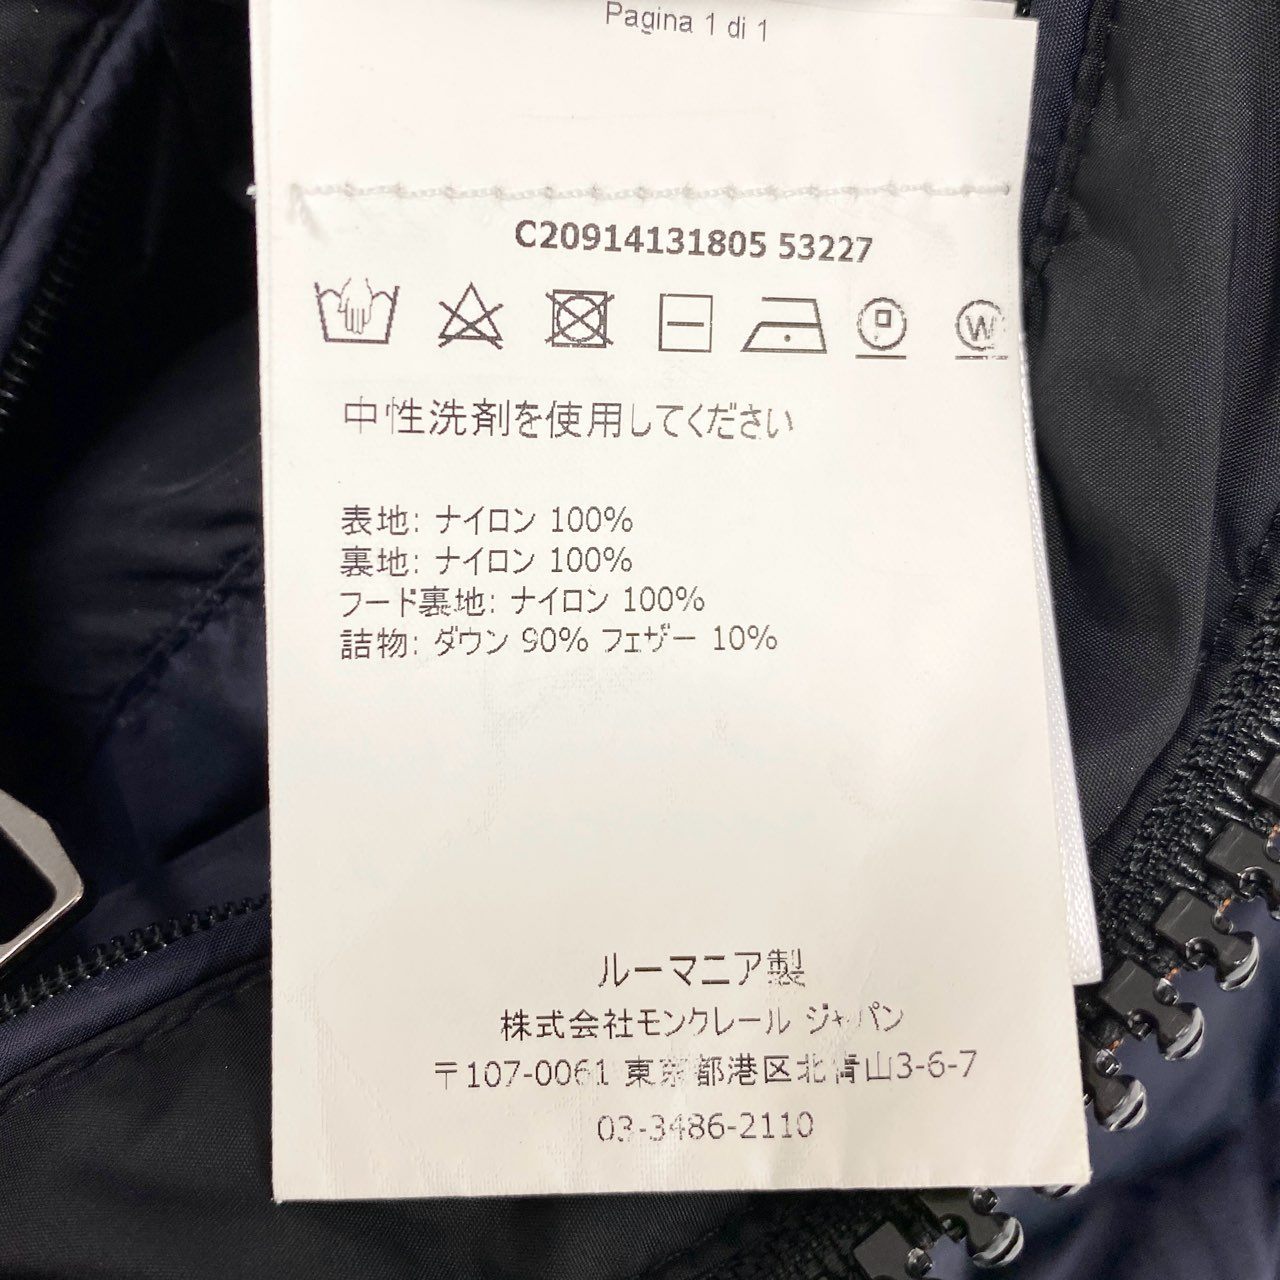 Pagina 1 di 1
C20914131805 53227
W
中性洗剤を使用してください
表地: ナイロン 100%
裏地: ナイロン 100%
フード裏地: ナイロン 100%
詰物: ダウン 90% フェザー 10%
ルーマニア製
株式会社モンクレール ジャパン
〒107-0061 東京都港区北青山3-6-7
03-3486-2110